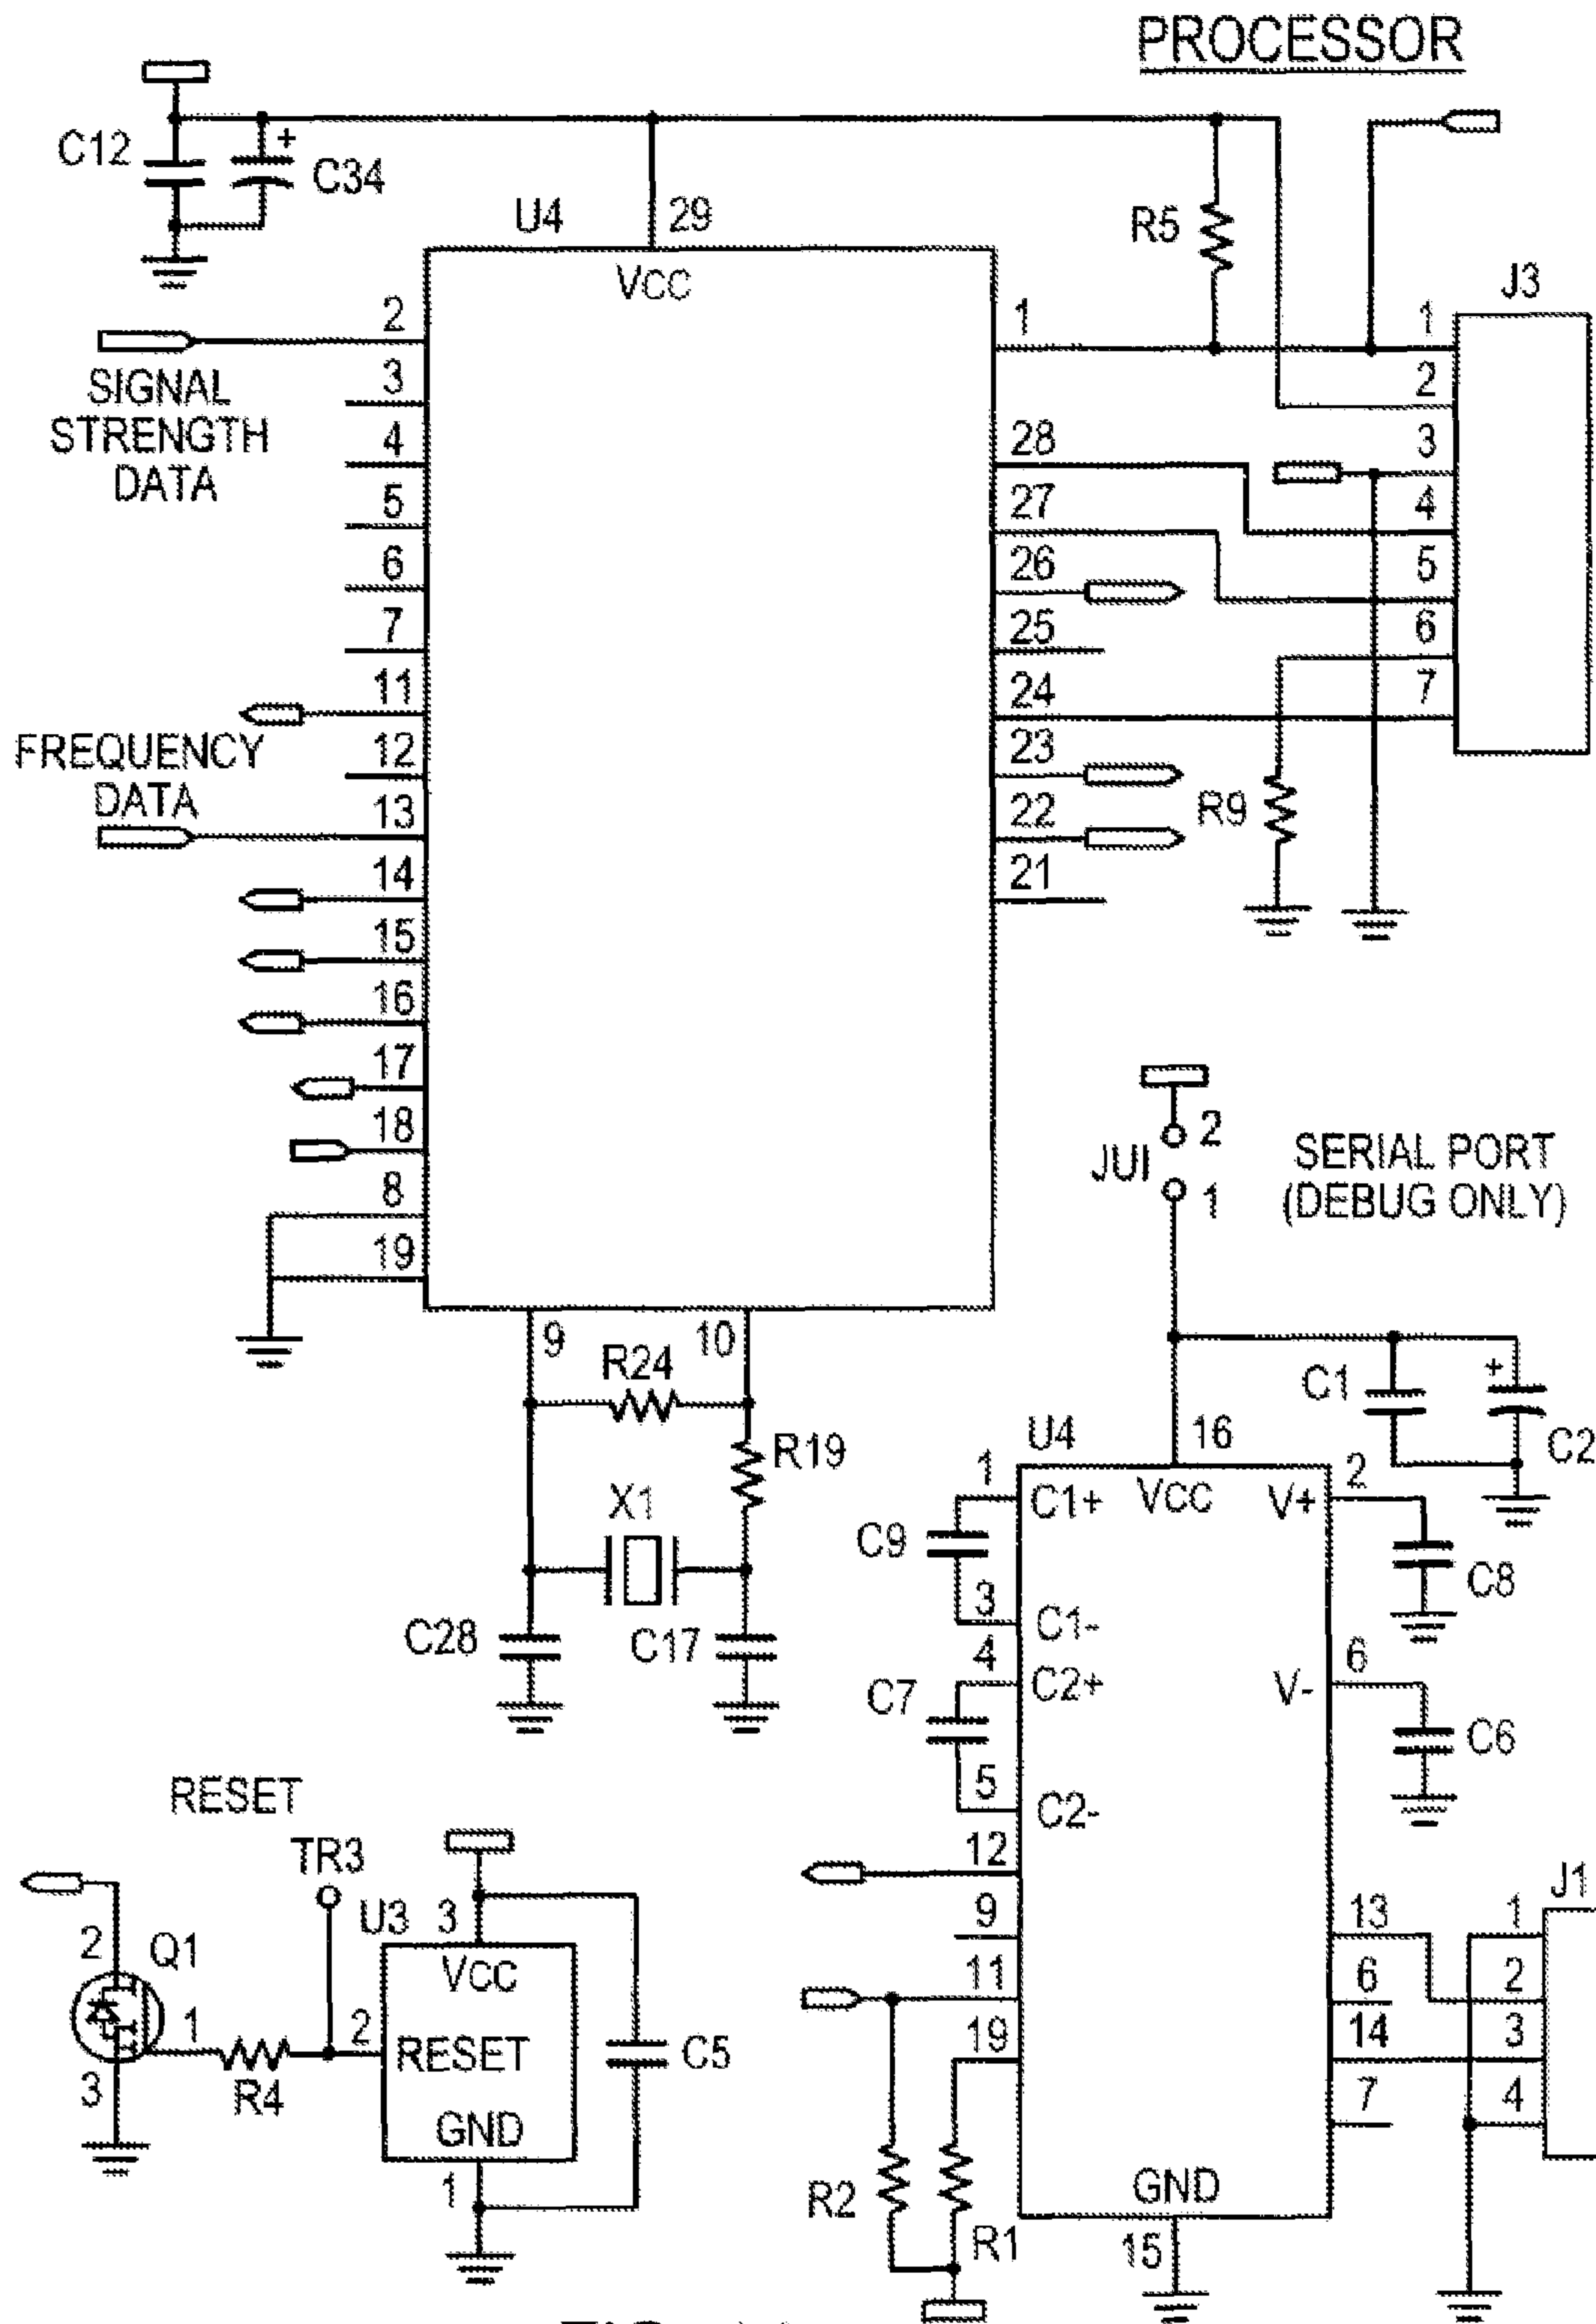 PROCESSOR
C12
+
C34
U4
29
VCC
R5
J3
2
SIGNAL
STRENGTH
DATA
3
4
5
6
7
11
FREQUENCY
DATA
12
13
14
15
16
17
18
8
19
1
28
27
26
25
24
23
22
21
1
2
3
4
5
6
7
R9
9
10
R24
R19
X1
C28
C17
JUI
2
1
SERIAL PORT
(DEBUG ONLY)
C1
+
C2
U4
16
1
C1+
VCC
V+
2
C9
C8
3
C1-
4
C2+
V-
6
C7
C6
5
C2-
12
9
11
19
13
6
14
7
J1
1
2
3
4
R2
R1
GND
15
RESET
TR3
U3
3
VCC
2
Q1
1
2
RESET
C5
3
R4
GND
1